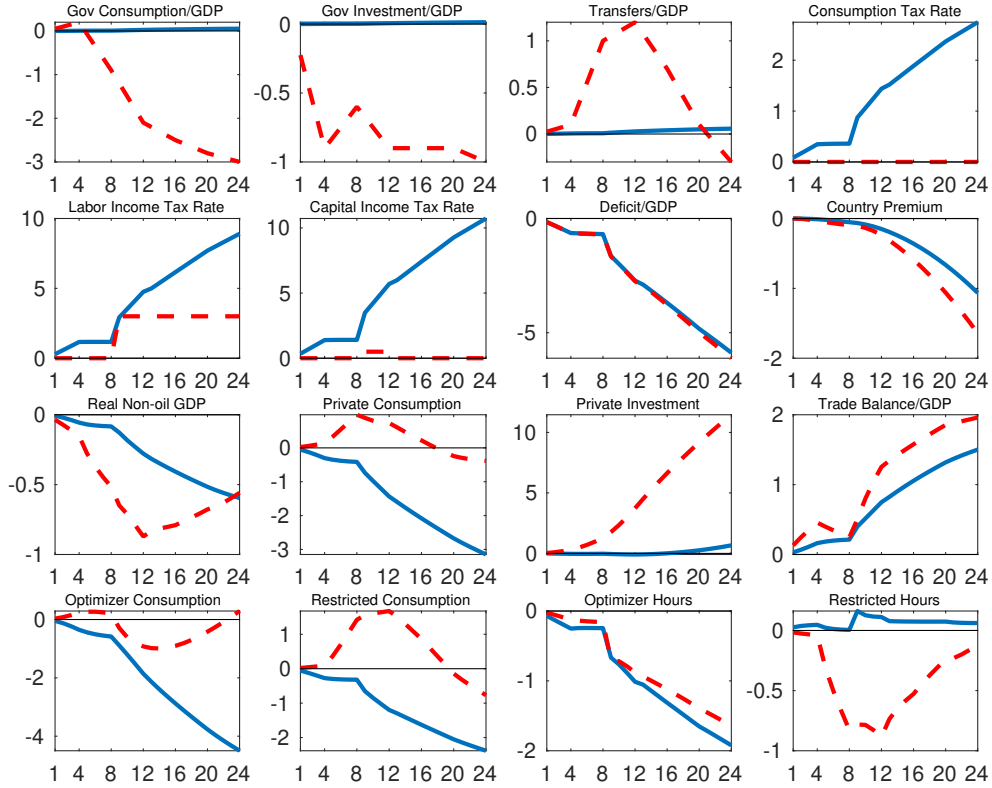 Gov Consumption/GDP
0
-1
-2
-3
1 4 8 12 16 20 24
Gov Investment/GDP
0
-0.5
-1
1 4 8 12 16 20 24
Transfers/GDP
1
0.5
0
1 4 8 12 16 20 24
Consumption Tax Rate
2
1
0
1 4 8 12 16 20 24
Labor Income Tax Rate
10
5
0
1 4 8 12 16 20 24
Capital Income Tax Rate
10
5
0
1 4 8 12 16 20 24
Deficit/GDP
0
-5
1 4 8 12 16 20 24
Country Premium
0
-1
-2
1 4 8 12 16 20 24
Real Non-oil GDP
0
-0.5
-1
1 4 8 12 16 20 24
Private Consumption
0
-1
-2
-3
1 4 8 12 16 20 24
Private Investment
10
5
0
1 4 8 12 16 20 24
Trade Balance/GDP
2
1
0
1 4 8 12 16 20 24
Optimizer Consumption
0
-2
-4
1 4 8 12 16 20 24
Restricted Consumption
1
0
-1
-2
1 4 8 12 16 20 24
Optimizer Hours
0
-1
-2
1 4 8 12 16 20 24
Restricted Hours
0
-0.5
-1
1 4 8 12 16 20 24